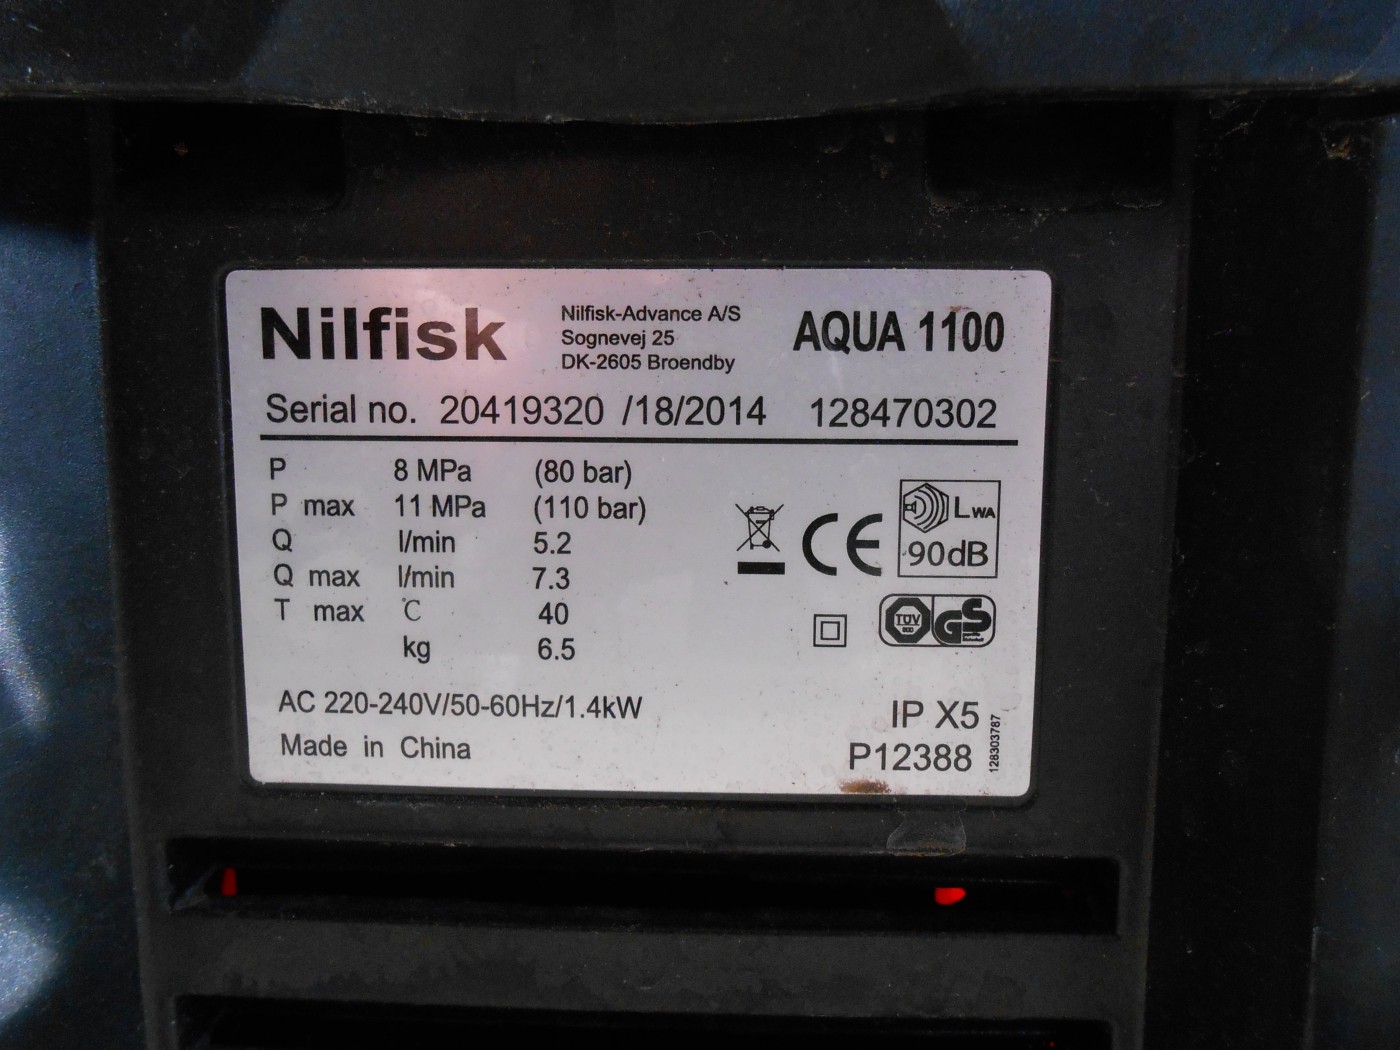 Nilfisk
Nilfisk-Advance A/S
Sognevej 25
DK-2605 Broendby
AQUA 1100
Serial no. 20419320 /18/2014 128470302
P 8 MPa (80 bar)
P max 11 MPa (110 bar)
Q l/min 5.2
Q max l/min 7.3
T max ℃ 40
kg 6.5
CE
LWA
90dB
TÜV
GS
AC 220-240V/50-60Hz/1.4kW
Made in China
IP X5
P12388
128303787